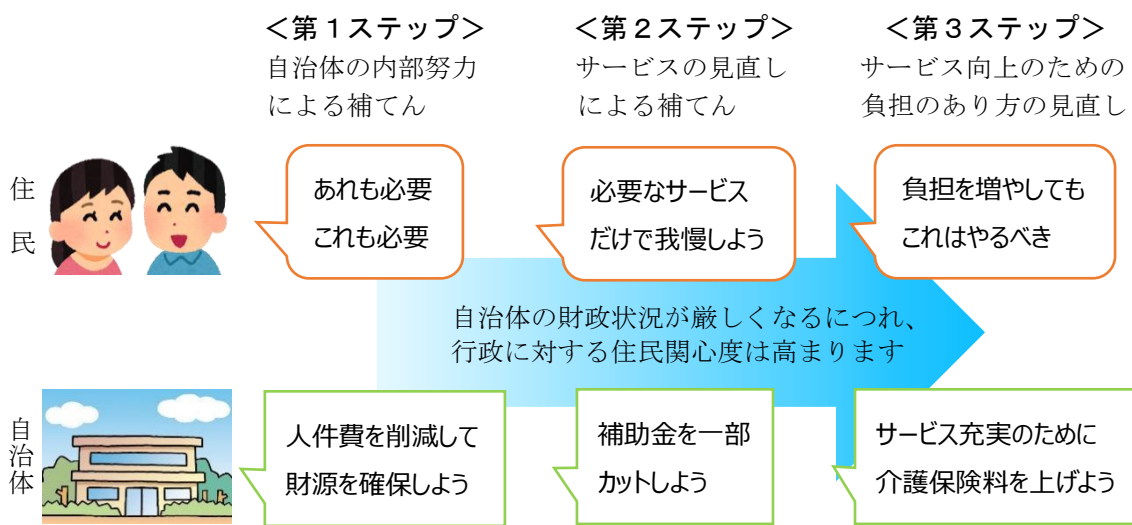 ＜第１ステップ＞
自治体の内部努力
による補てん
＜第２ステップ＞
サービスの見直し
による補てん
＜第３ステップ＞
サービス向上のための
負担のあり方の見直し
住民
あれも必要
これも必要
必要なサービス
だけで我慢しよう
負担を増やしても
これはやるべき
自治体の財政状況が厳しくなるにつれ、
行政に対する住民関心度は高まります
自治体
人件費を削減して
財源を確保しよう
補助金を一部
カットしよう
サービス充実のために
介護保険料を上げよう